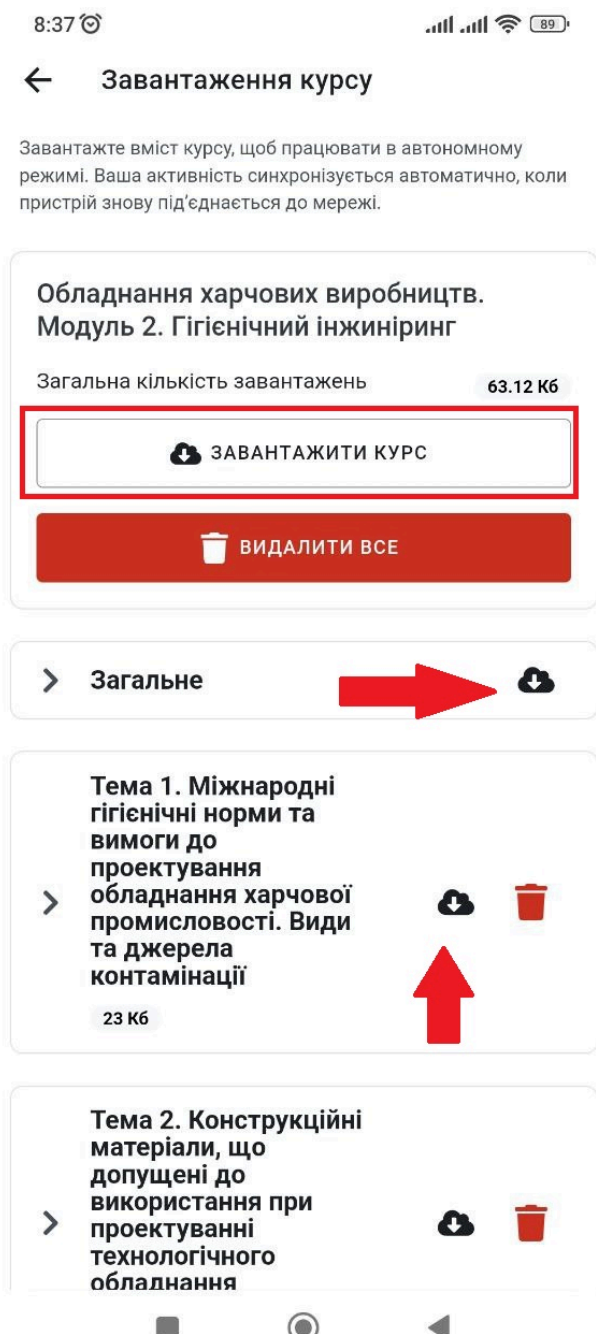 8:37
89
Завантаження курсу
Завантажте вміст курсу, щоб працювати в автономному
режимі. Ваша активність синхронізується автоматично, коли
пристрій знову під’єднається до мережі.
Обладнання харчових виробництв.
Модуль 2. Гігієнічний інжиніринг
Загальна кількість завантажень 63.12 Кб
ЗАВАНТАЖИТИ КУРС
ВИДАЛИТИ ВСЕ
Загальне
Тема 1. Міжнародні
гігієнічні норми та
вимоги до
проектування
обладнання харчової
промисловості. Види
та джерела
контамінації
23 Кб
Тема 2. Конструкційні
матеріали, що
допущені до
використання при
проектуванні
технологічного
обладнання